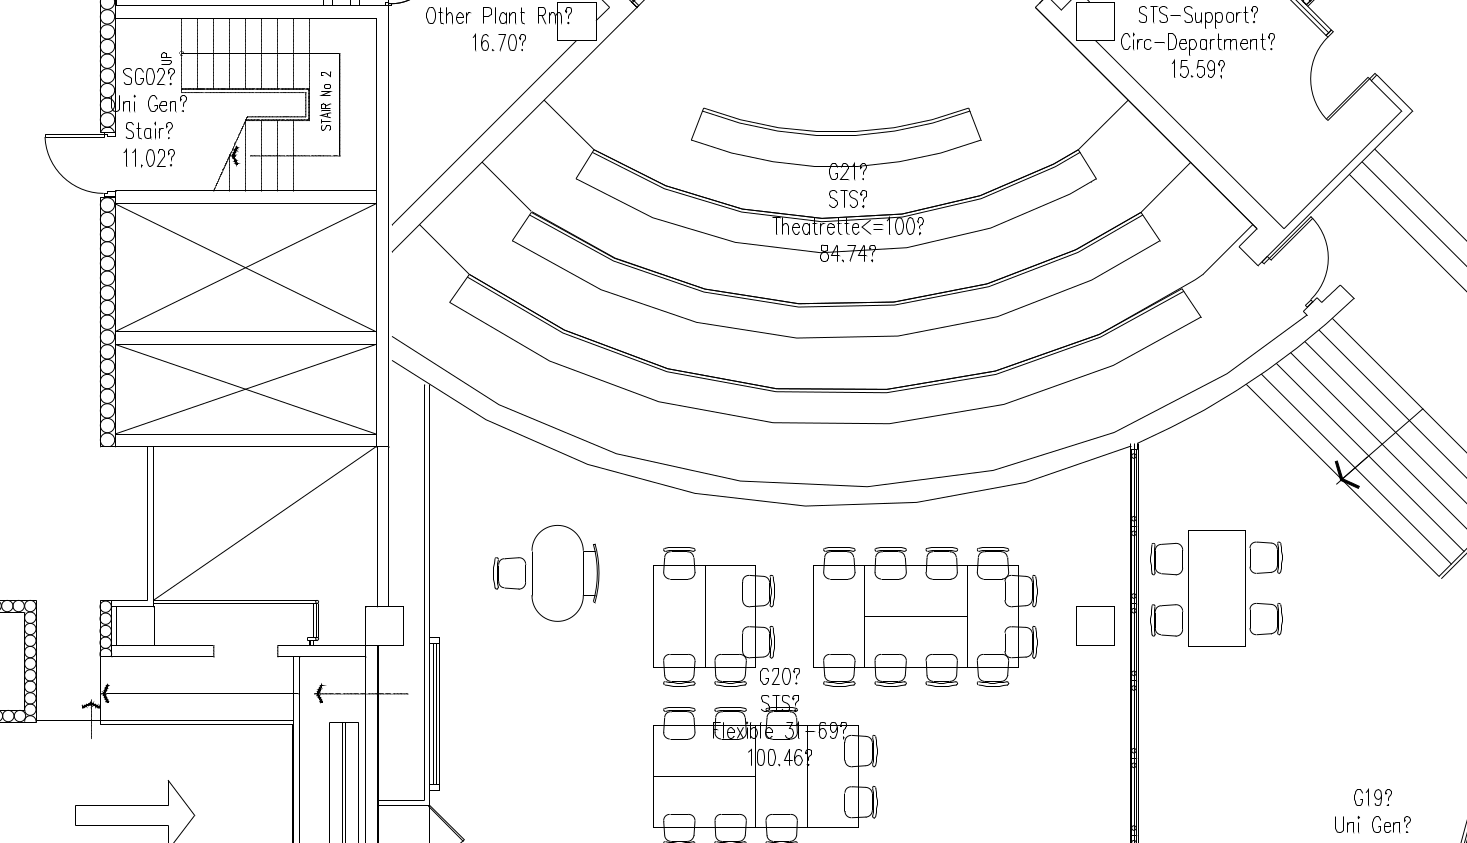 Other Plant Rm?
16.70?
STS-Support?
Circ-Department?
15.59?
UP
SG02?
Uni Gen?
Stair?
11.02?
STAIR No 2
G21?
STS?
Theatrette<=100?
84.74?
G20?
STS?
Flexible 31-69?
100.46?
G19?
Uni Gen?